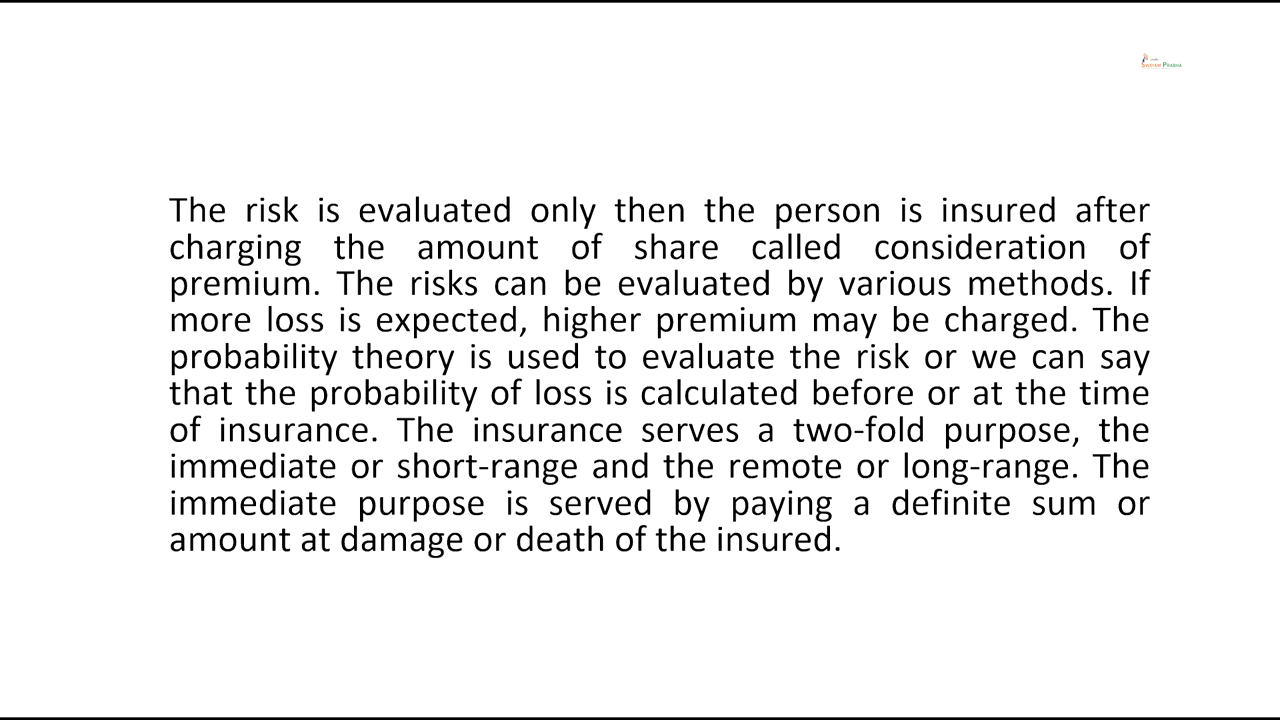 SWAYAM PRABHA
The risk is evaluated only then the person is insured after
charging the amount of share called consideration of
premium. The risks can be evaluated by various methods. If
more loss is expected, higher premium may be charged. The
probability theory is used to evaluate the risk or we can say
that the probability of loss is calculated before or at the time
of insurance. The insurance serves a two-fold purpose, the
immediate or short-range and the remote or long-range. The
immediate purpose is served by paying a definite sum or
amount at damage or death of the insured.